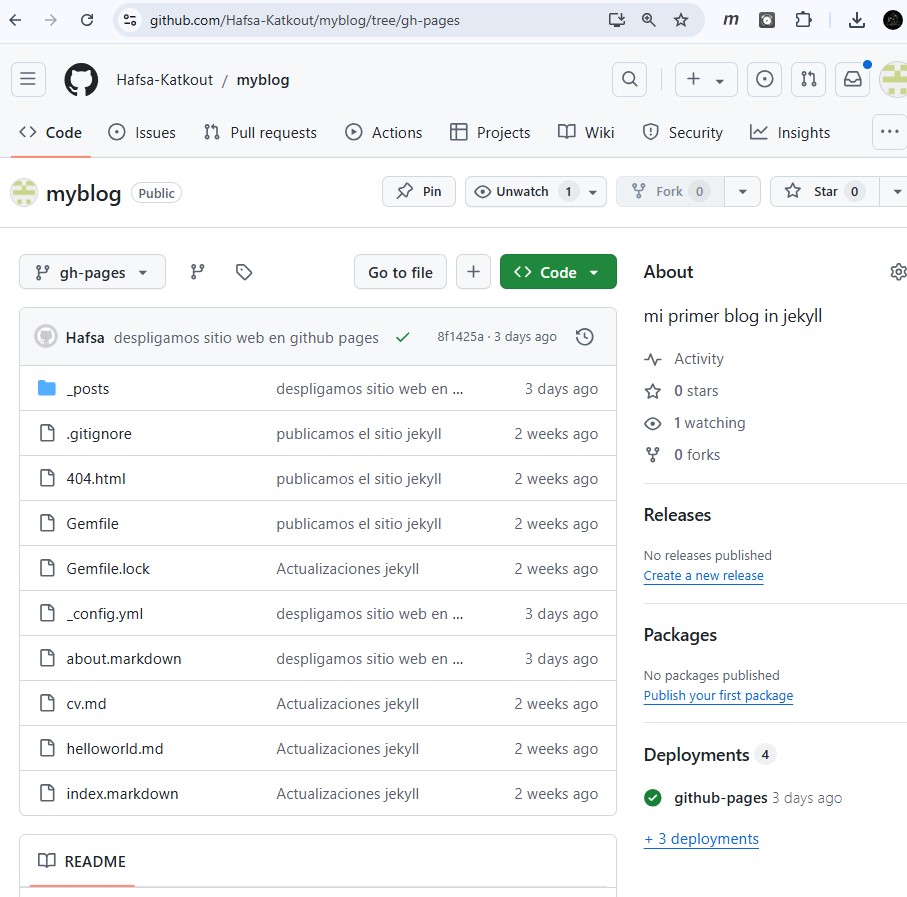 github.com/Hafsa-Katkout/myblog/tree/gh-pages
Hafsa-Katkout / myblog
Code Issues Pull requests Actions Projects Wiki Security Insights
myblog Public Pin Unwatch 1 Fork 0 Star 0
gh-pages Go to file Code
Hafsa despligamos sitio web en github pages 8f1425a · 3 days ago
_posts despligamos sitio web en ... 3 days ago
.gitignore publicamos el sitio jekyll 2 weeks ago
404.html publicamos el sitio jekyll 2 weeks ago
Gemfile publicamos el sitio jekyll 2 weeks ago
Gemfile.lock Actualizaciones jekyll 2 weeks ago
_config.yml despligamos sitio web en ... 3 days ago
about.markdown despligamos sitio web en ... 3 days ago
cv.md Actualizaciones jekyll 2 weeks ago
helloworld.md Actualizaciones jekyll 2 weeks ago
index.markdown Actualizaciones jekyll 2 weeks ago
README
About
mi primer blog in jekyll
Activity
0 stars
1 watching
0 forks
Releases
No releases published
Create a new release
Packages
No packages published
Publish your first package
Deployments 4
github-pages 3 days ago
+ 3 deployments